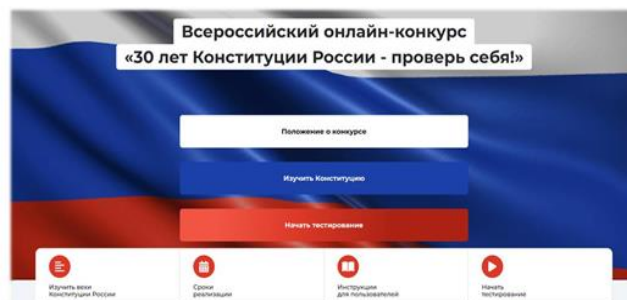 Всероссийский онлайн-конкурс
«30 лет Конституции России - проверь себя!»
Положение о конкурсе
Изучить Конституцию
Начать тестирование
Изучить вехи
Конституции России
Сроки
реализации
Инструкции
для пользователей
Начать
тестирование